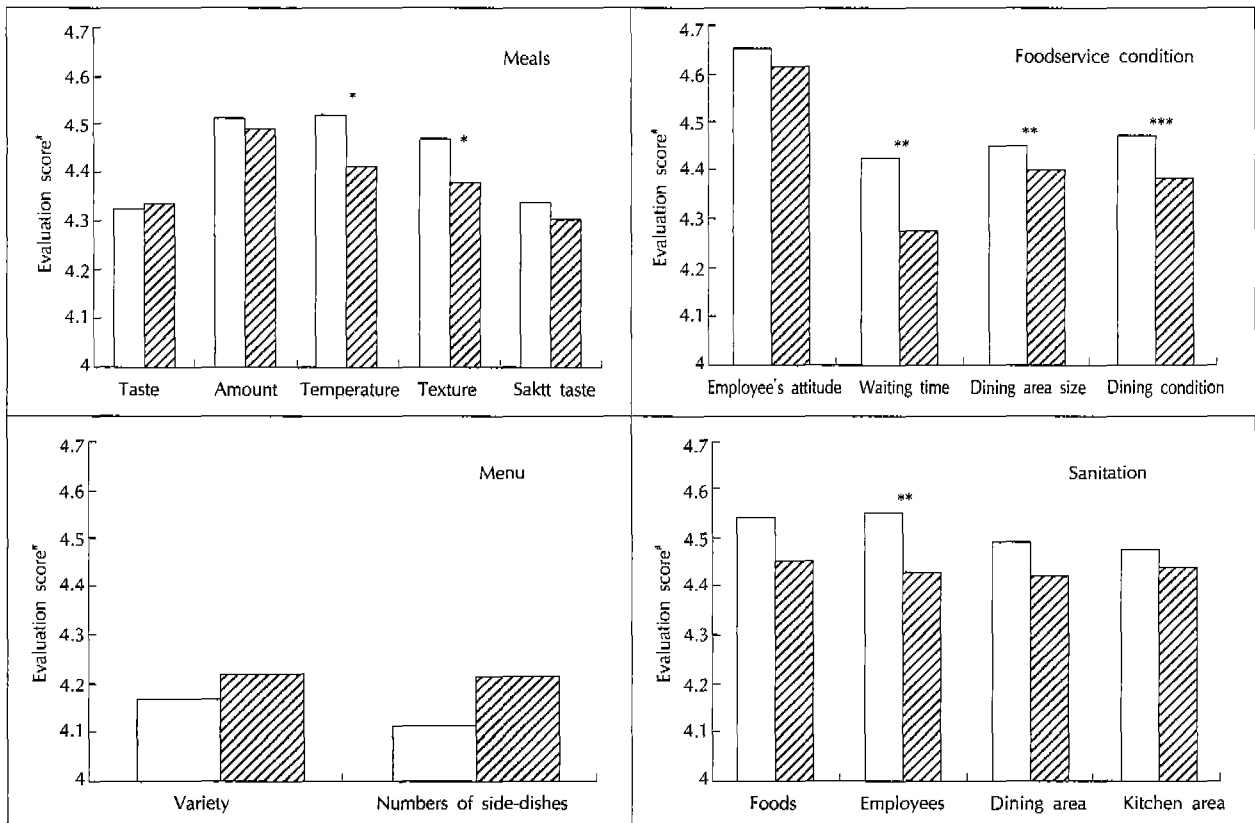 Meals
Evaluation score#
4.7
4.6
4.5
4.4
4.3
4.2
4.1
4
*
*
Taste Amount Temperature Texture Saktt taste
Foodservice condition
Evaluation score#
4.7
4.6
4.5
4.4
4.3
4.2
4.1
4
** ** ***
Employee's attitude Waiting time Dining area size Dining condition
Menu
Evaluation score#
4.7
4.6
4.5
4.4
4.3
4.2
4.1
4
Variety Numbers of side-dishes
Sanitation
Evaluation score#
4.7
4.6
4.5
4.4
4.3
4.2
4.1
4
**
Foods Employees Dining area Kitchen area